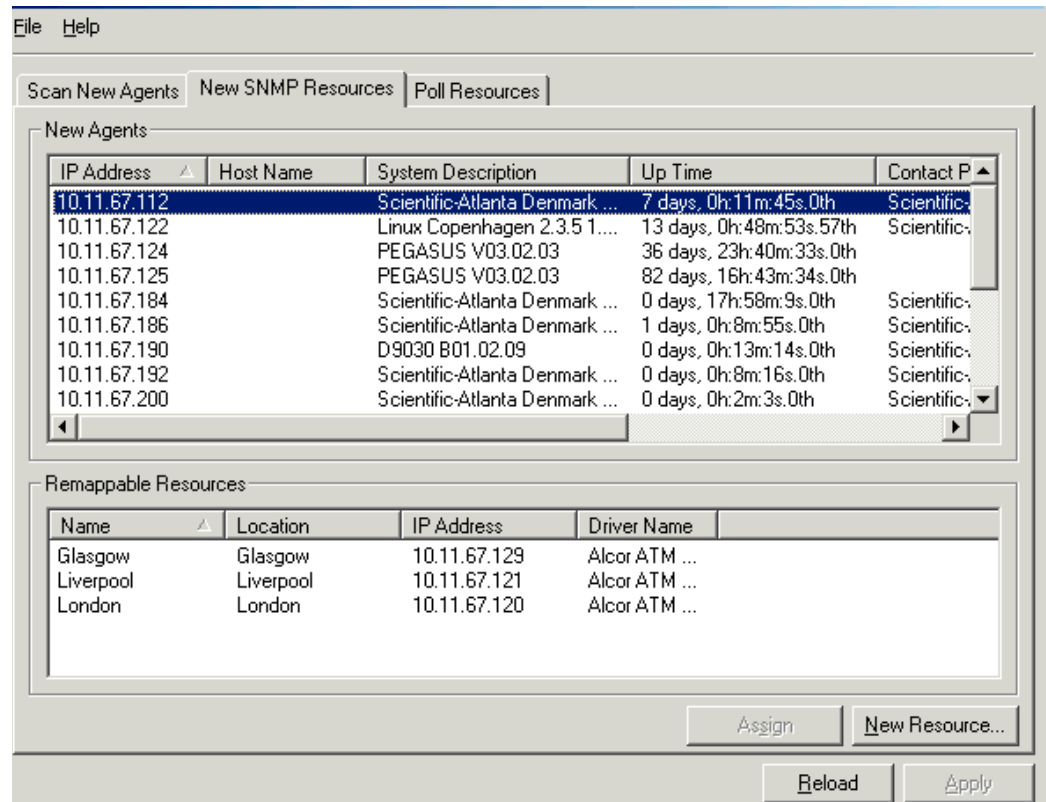 File Help
Scan New Agents New SNMP Resources Poll Resources
New Agents
IP Address Host Name System Description Up Time Contact P
10.11.67.112 Scientific-Atlanta Denmark ... 7 days, 0h:11m:45s.0th Scientific-
10.11.67.122 Linux Copenhagen 2.3.5 1.... 13 days, 0h:48m:53s.57th Scientific-
10.11.67.124 PEGASUS V03.02.03 36 days, 23h:40m:33s.0th
10.11.67.125 PEGASUS V03.02.03 82 days, 16h:43m:34s.0th
10.11.67.184 Scientific-Atlanta Denmark ... 0 days, 17h:58m:9s.0th Scientific-
10.11.67.186 Scientific-Atlanta Denmark ... 1 days, 0h:8m:55s.0th Scientific-
10.11.67.190 D9030 B01.02.09 0 days, 0h:13m:14s.0th Scientific-
10.11.67.192 Scientific-Atlanta Denmark ... 0 days, 0h:8m:16s.0th Scientific-
10.11.67.200 Scientific-Atlanta Denmark ... 0 days, 0h:2m:3s.0th Scientific-
Remappable Resources
Name Location IP Address Driver Name
Glasgow Glasgow 10.11.67.129 Alcor ATM ...
Liverpool Liverpool 10.11.67.121 Alcor ATM ...
London London 10.11.67.120 Alcor ATM ...
Assign New Resource...
Reload Apply